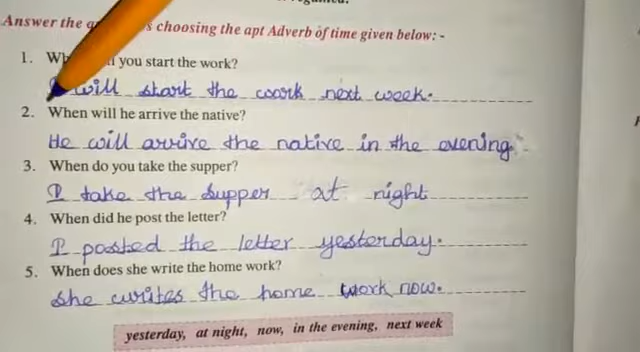 Answer the choosing the apt Adverb of time given below: -
1. you start the work?
will start the work next week.
2. When will he arrive the native?
He will arrive the native in the evening.
3. When do you take the supper?
I take the supper at night
4. When did he post the letter?
I posted the letter yesterday.
5. When does she write the home work?
She writes the home work now.
yesterday, at night, now, in the evening, next week